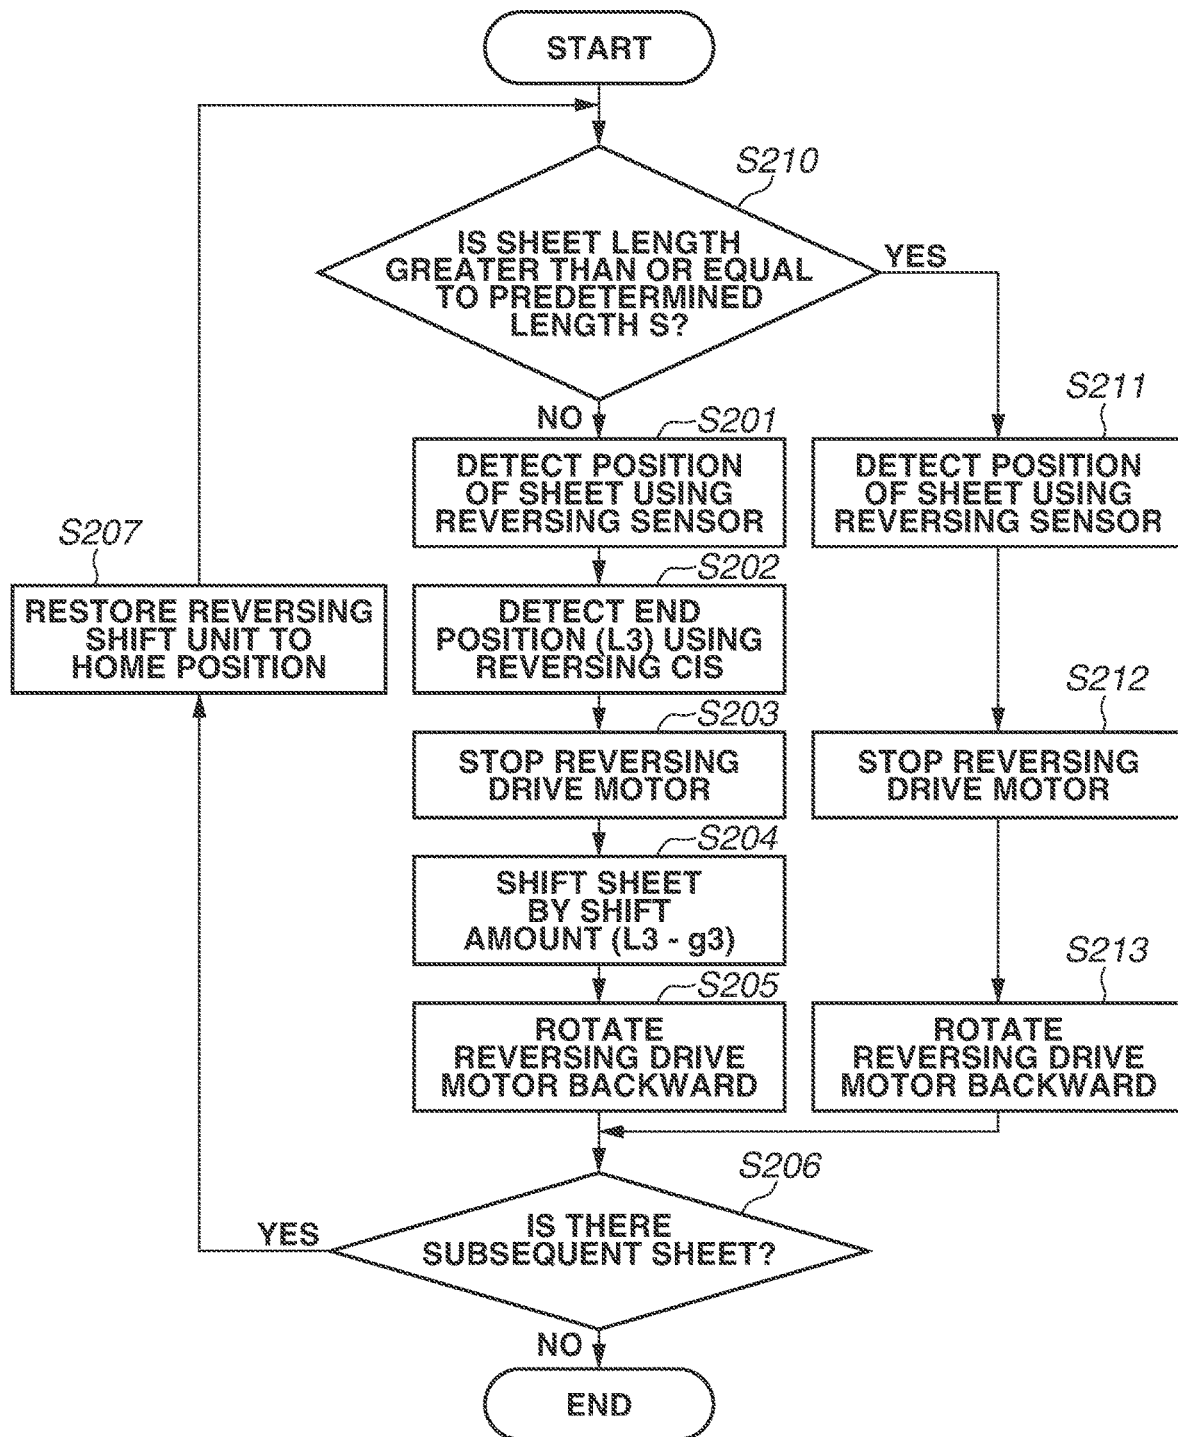 START
S210
IS SHEET LENGTH
GREATER THAN OR EQUAL
TO PREDETERMINED
LENGTH S?
YES
NO
S201
DETECT POSITION
OF SHEET USING
REVERSING SENSOR
S211
DETECT POSITION
OF SHEET USING
REVERSING SENSOR
S207
RESTORE REVERSING
SHIFT UNIT TO
HOME POSITION
S202
DETECT END
POSITION (L3) USING
REVERSING CIS
S203
STOP REVERSING
DRIVE MOTOR
S212
STOP REVERSING
DRIVE MOTOR
S204
SHIFT SHEET
BY SHIFT
AMOUNT (L3 - g3)
S205
ROTATE
REVERSING DRIVE
MOTOR BACKWARD
S213
ROTATE
REVERSING DRIVE
MOTOR BACKWARD
S206
IS THERE
SUBSEQUENT SHEET?
YES
NO
END